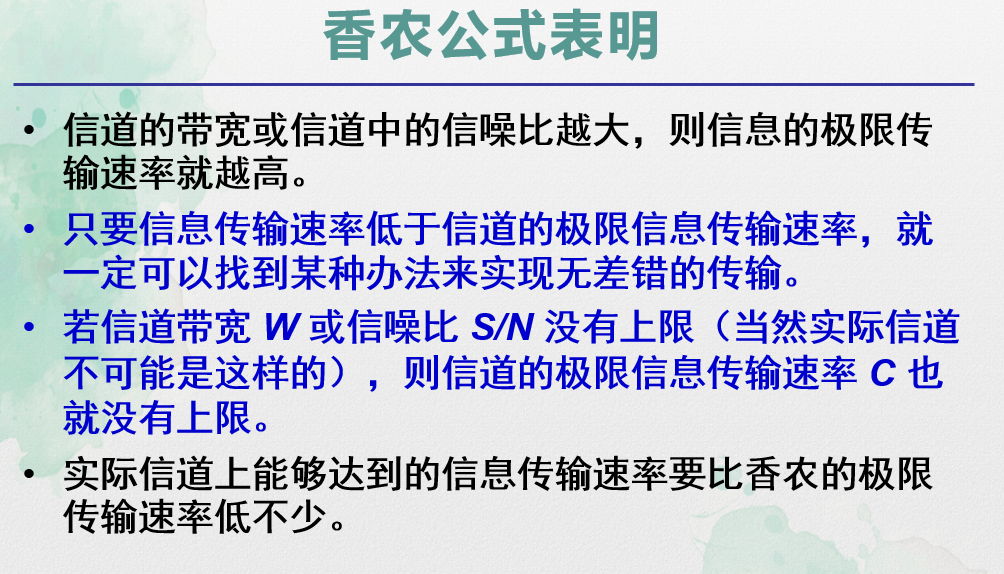 香农公式表明
• 信道的带宽或信道中的信噪比越大，则信息的极限传
输速率就越高。
• 只要信息传输速率低于信道的极限信息传输速率，就
一定可以找到某种办法来实现无差错的传输。
• 若信道带宽 W 或信噪比 S/N 没有上限（当然实际信道
不可能是这样的），则信道的极限信息传输速率 C 也
就没有上限。
• 实际信道上能够达到的信息传输速率要比香农的极限
传输速率低不少。